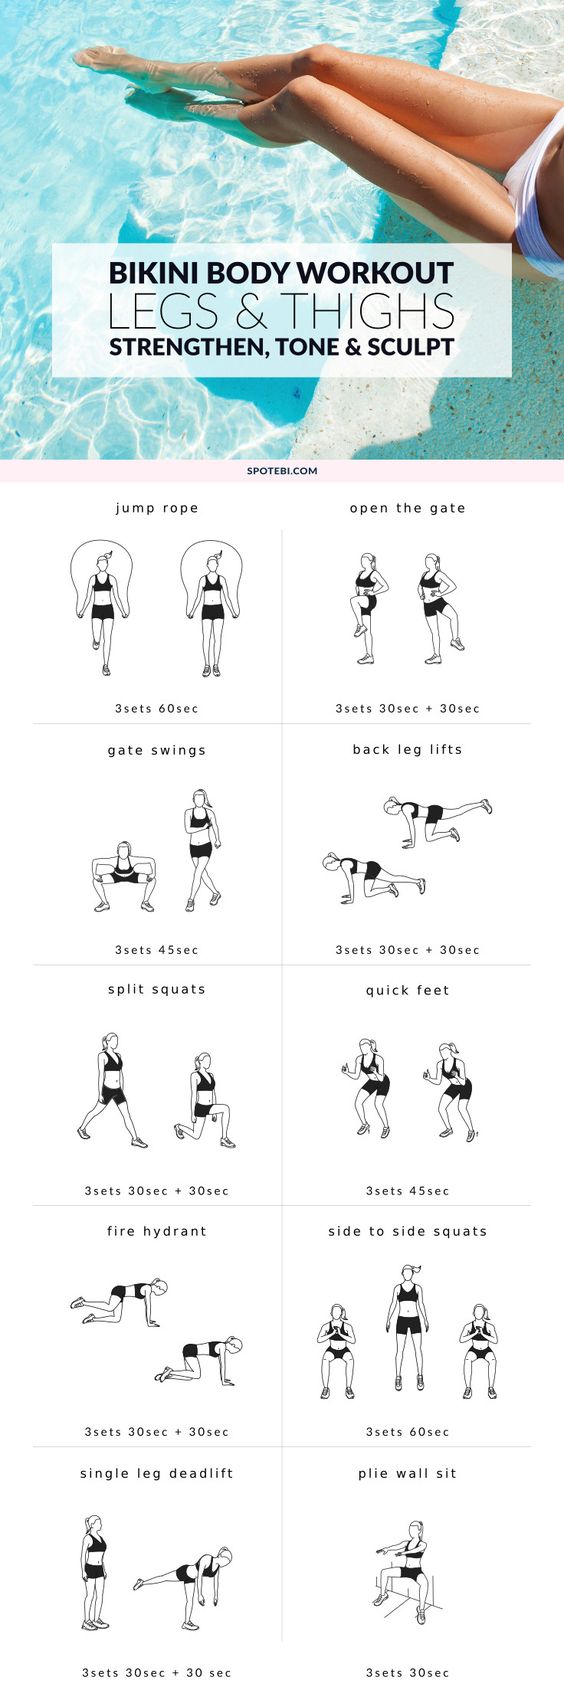 BIKINI BODY WORKOUT
LEGS & THIGHS
STRENGTHEN, TONE & SCULPT
SPOTEBI.COM
jump rope
3sets 60sec
open the gate
3sets 30sec + 30sec
gate swings
3sets 45sec
back leg lifts
3sets 30sec + 30sec
split squats
3sets 30sec + 30sec
quick feet
3sets 45sec
fire hydrant
3sets 30sec + 30sec
side to side squats
3sets 60sec
single leg deadlift
3sets 30sec + 30 sec
plie wall sit
3sets 30sec